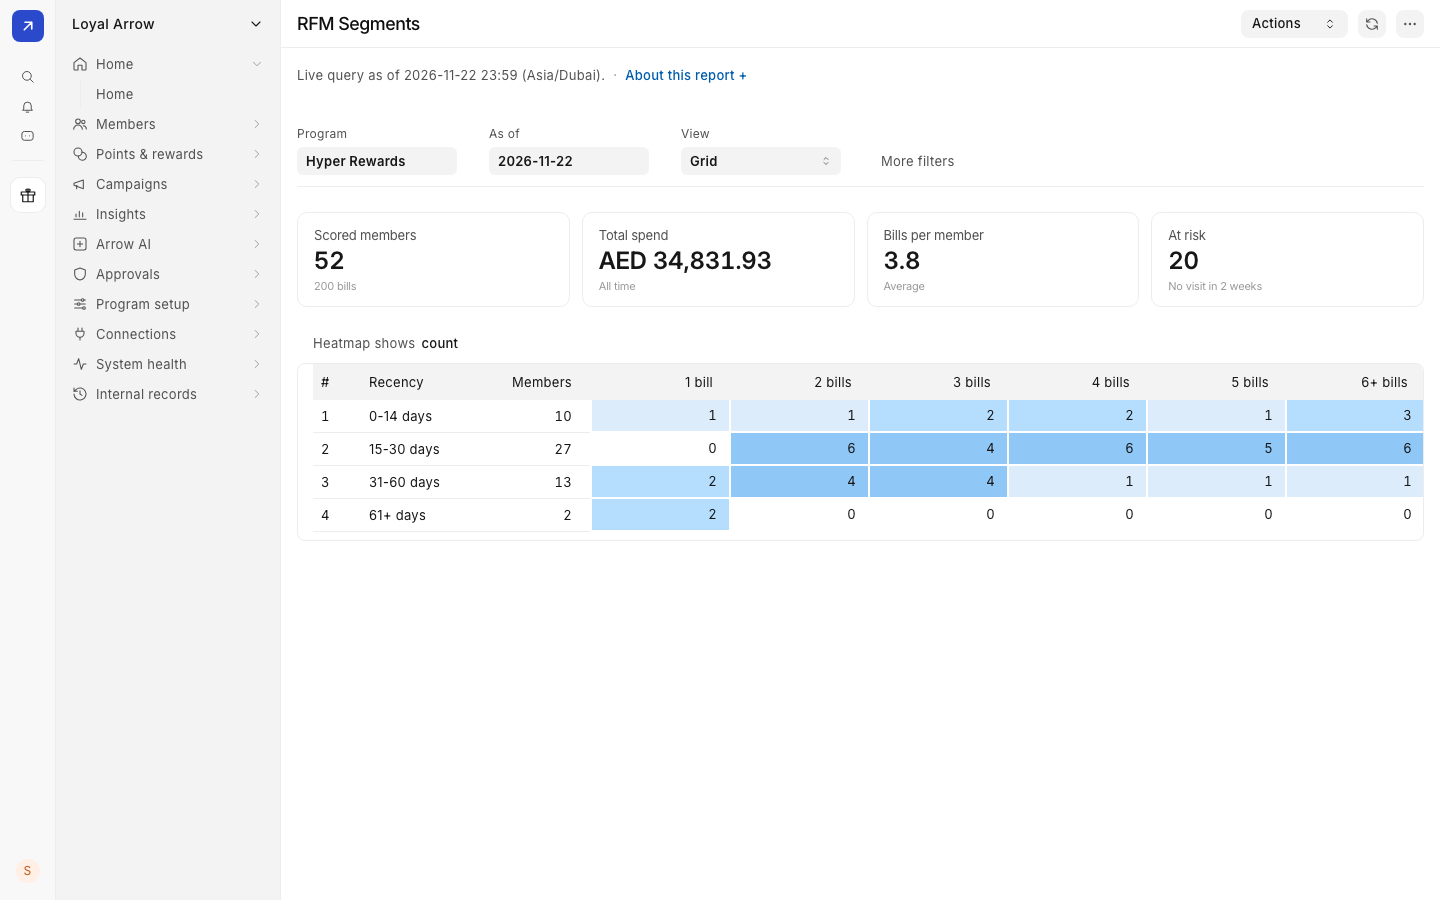 Loyal Arrow
Home
Home
Members
Points & rewards
Campaigns
Insights
Arrow AI
Approvals
Program setup
Connections
System health
Internal records
S
RFM Segments
Actions
Live query as of 2026-11-22 23:59 (Asia/Dubai). · About this report +
Program As of View
Hyper Rewards 2026-11-22 Grid More filters
Scored members
52
200 bills
Total spend
AED 34,831.93
All time
Bills per member
3.8
Average
At risk
20
No visit in 2 weeks
Heatmap shows count
# Recency Members 1 bill 2 bills 3 bills 4 bills 5 bills 6+ bills
1 0-14 days 10 1 1 2 2 1 3
2 15-30 days 27 0 6 4 6 5 6
3 31-60 days 13 2 4 4 1 1 1
4 61+ days 2 2 0 0 0 0 0